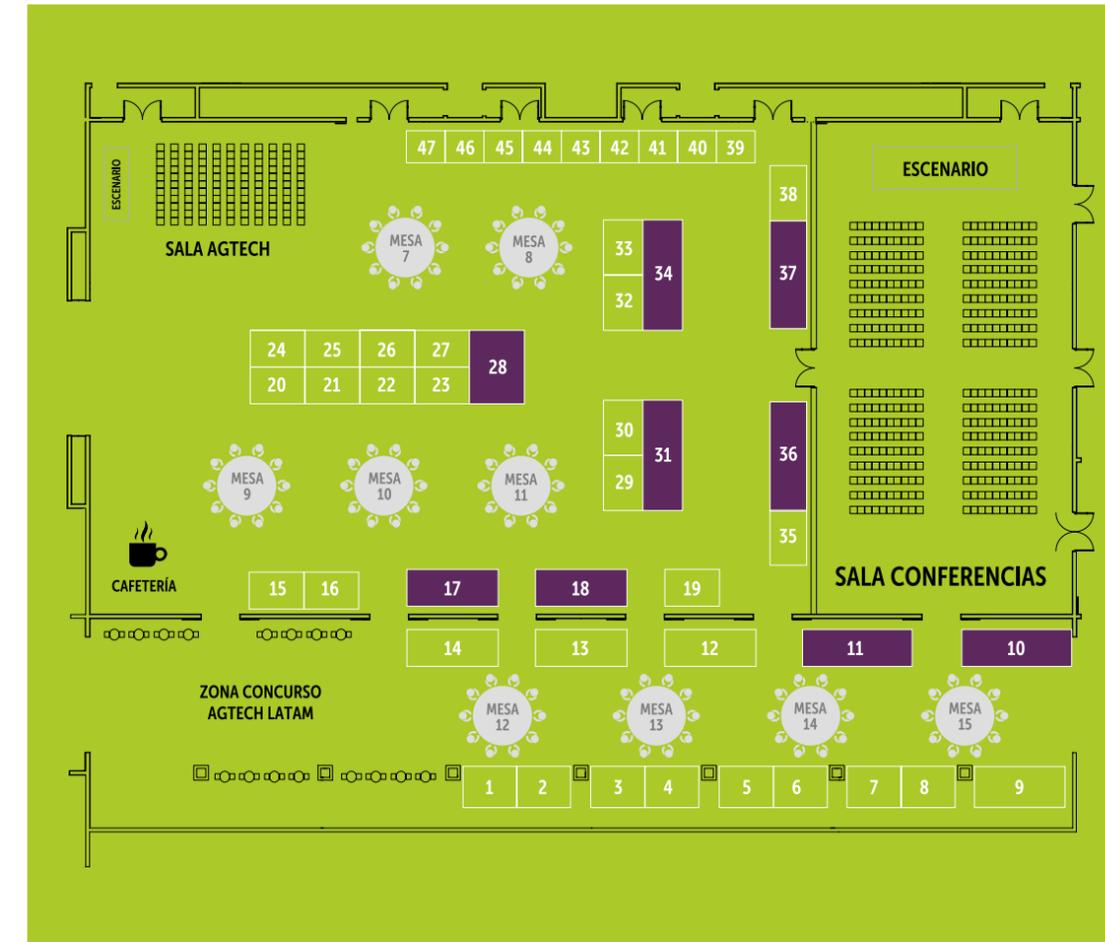 47 46 45 44 43 42 41 40 39
ESCENARIO
ESCENARIO
38
SALA AGTECH
MESA
7
MESA
8
33
34
32
37
24 25 26 27
28
20 21 22 23
30
31
29
36
35
MESA
9
MESA
10
MESA
11
CAFETERÍA
SALA CONFERENCIAS
15 16 17 18 19
14 13 12 11 10
ZONA CONCURSO
AGTECH LATAM
MESA
12
MESA
13
MESA
14
MESA
15
1 2 3 4 5 6 7 8 9